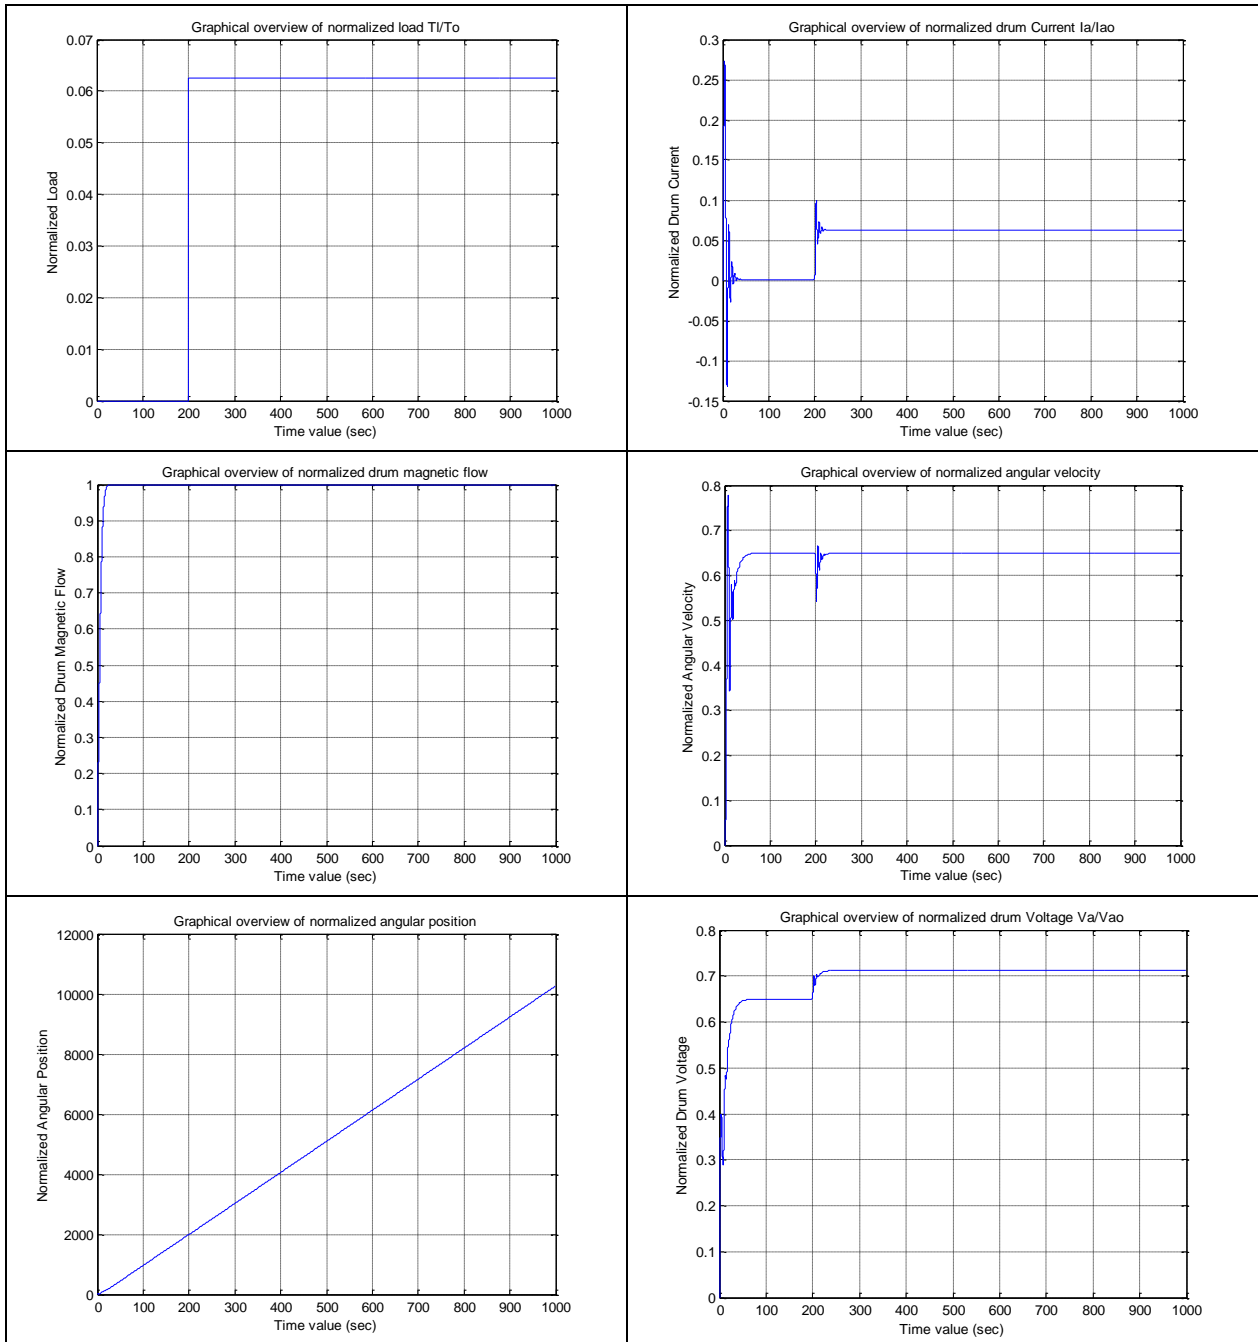 Graphical overview of normalized load Tl/To
0.07
0.06
0.05
0.04
0.03
0.02
0.01
0
Normalized Load
0 100 200 300 400 500 600 700 800 900 1000
Time value (sec)
Graphical overview of normalized drum Current Ia/Iao
0.3
0.25
0.2
0.15
0.1
0.05
0
-0.05
-0.1
-0.15
Normalized Drum Current
0 100 200 300 400 500 600 700 800 900 1000
Time value (sec)
Graphical overview of normalized drum magnetic flow
1
0.9
0.8
0.7
0.6
0.5
0.4
0.3
0.2
0.1
0
Normalized Drum Magnetic Flow
0 100 200 300 400 500 600 700 800 900 1000
Time value (sec)
Graphical overview of normalized angular velocity
0.8
0.7
0.6
0.5
0.4
0.3
0.2
0.1
0
Normalized Angular Velocity
0 100 200 300 400 500 600 700 800 900 1000
Time value (sec)
Graphical overview of normalized angular position
12000
10000
8000
6000
4000
2000
0
Normalized Angular Position
0 100 200 300 400 500 600 700 800 900 1000
Time value (sec)
Graphical overview of normalized drum Voltage Va/Vao
0.8
0.7
0.6
0.5
0.4
0.3
0.2
0.1
0
Normalized Drum Voltage
0 100 200 300 400 500 600 700 800 900 1000
Time value (sec)